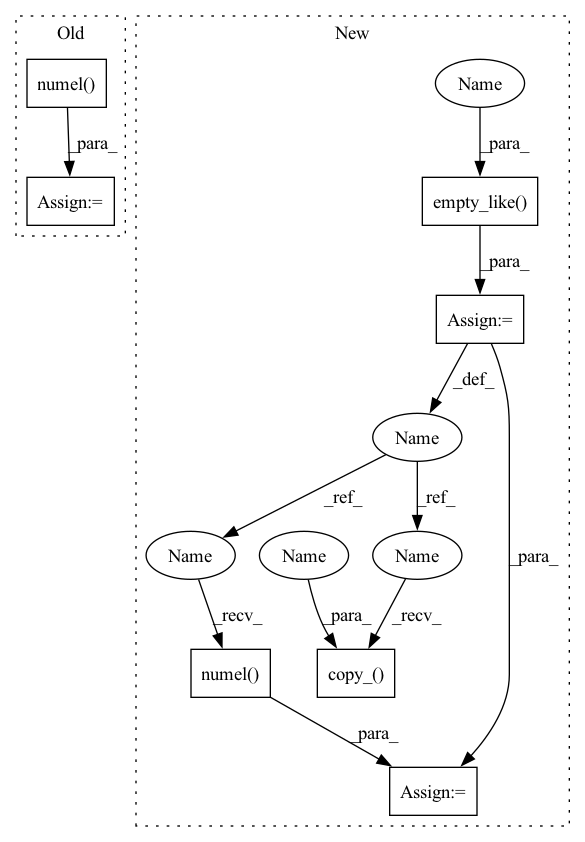 Old
New
numel()
Name
_para_
_para_
Assign:=
empty_like()
_para_
Assign:=
_def_
Name
_ref_
_ref_
Name
Name
Name
_para_
_recv_
_para_
_recv_
numel()
copy_()
_para_
Assign:=